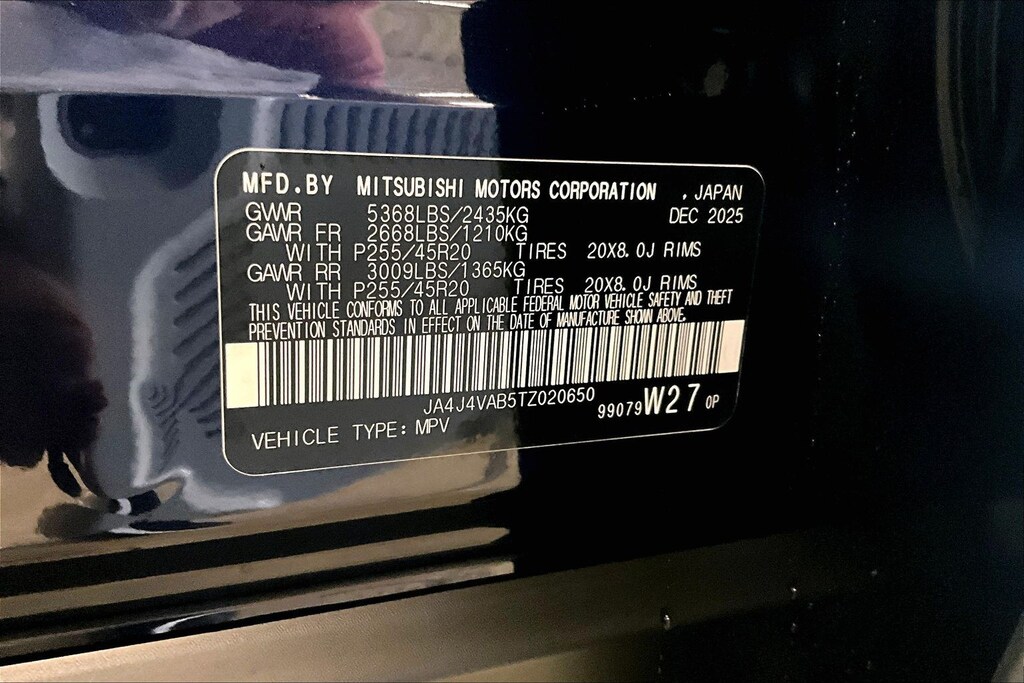 MFD.BY MITSUBISHI MOTORS CORPORATION , JAPAN
GVWR 5368LBS/2435KG DEC 2025
GAWR FR 2668LBS/1210KG
WITH P255/45R20 TIRES 20X8.0J RIMS
GAWR RR 3009LBS/1365KG
WITH P255/45R20 TIRES 20X8.0J RIMS
THIS VEHICLE CONFORMS TO ALL APPLICABLE FEDERAL MOTOR VEHICLE SAFETY AND THEFT
PREVENTION STANDARDS IN EFFECT ON THE DATE OF MANUFACTURE SHOWN ABOVE.
JA4J4VAB5TZ020650
99079 W27 0P
VEHICLE TYPE: MPV